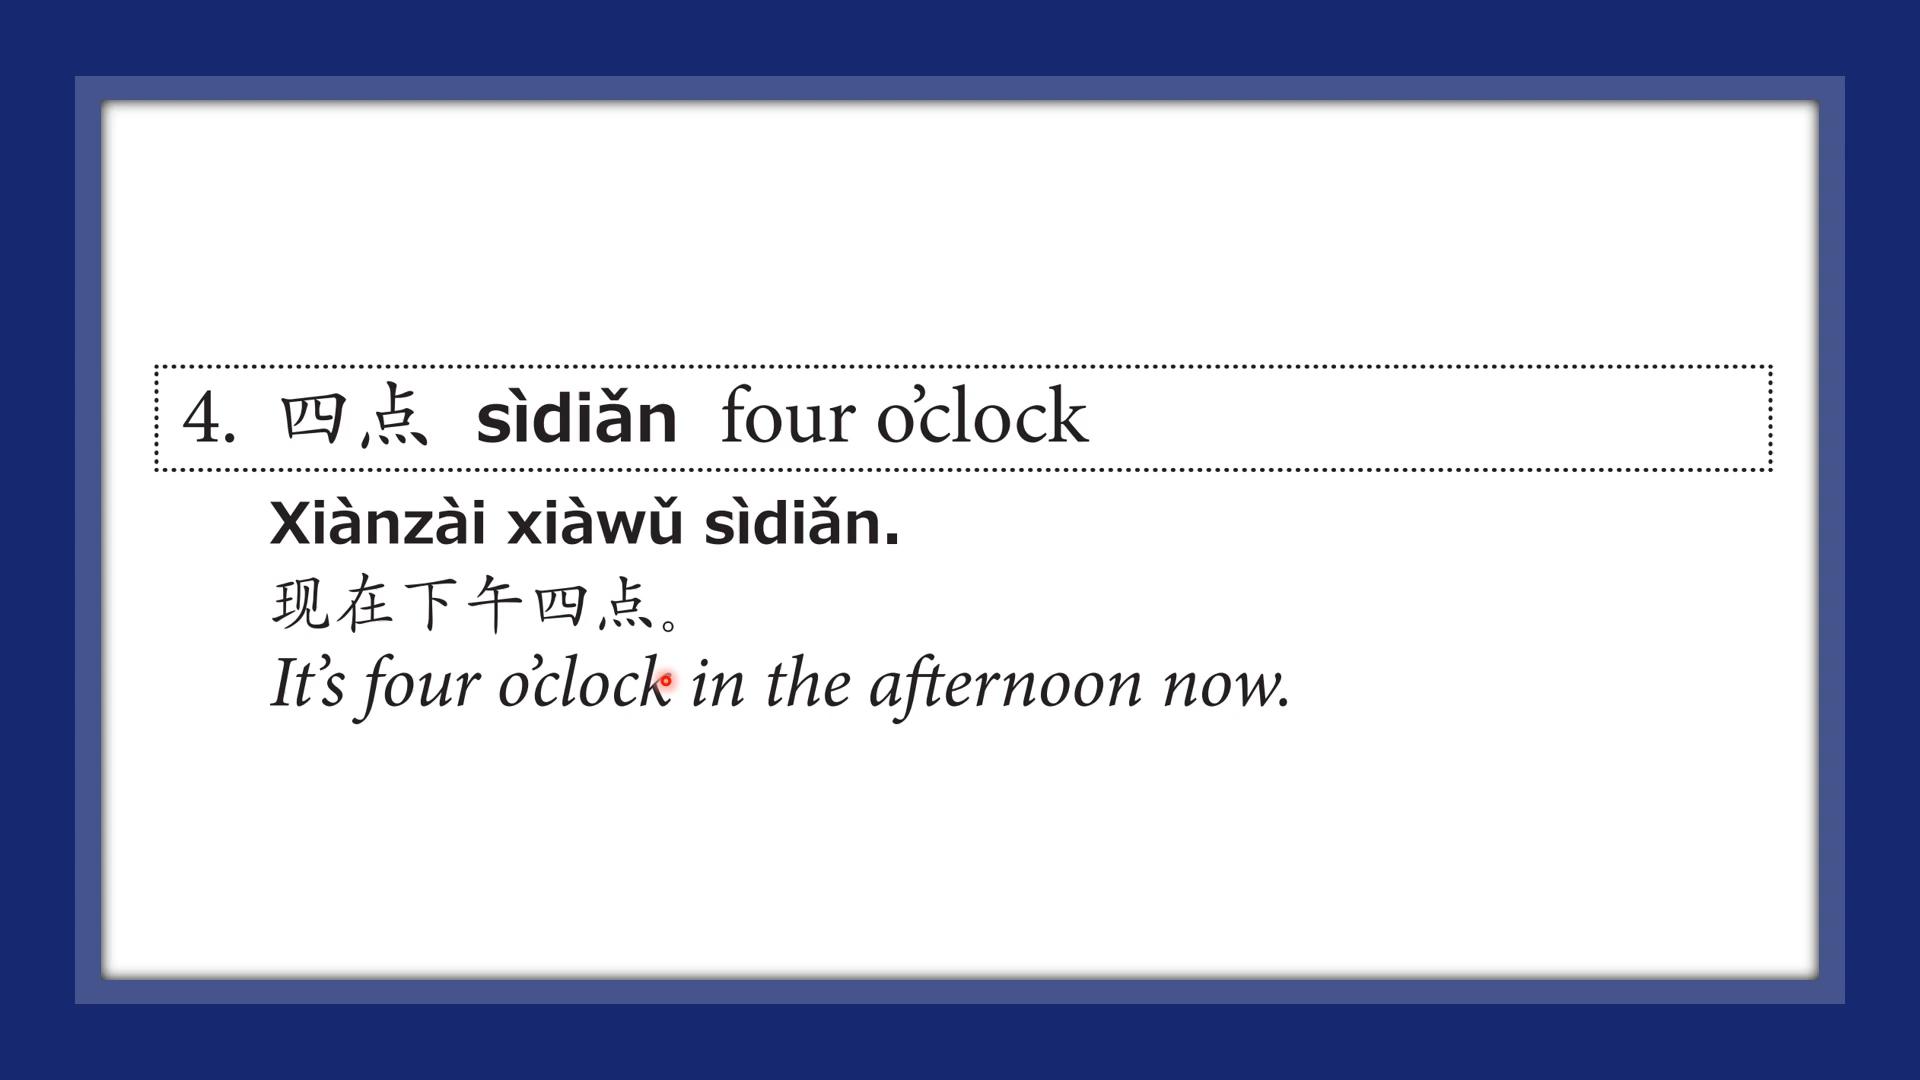 4. 四点 sìdiǎn four o’clock
Xiànzài xiàwǔ sìdiǎn.
现在下午四点。
It’s four o’clock in the afternoon now.